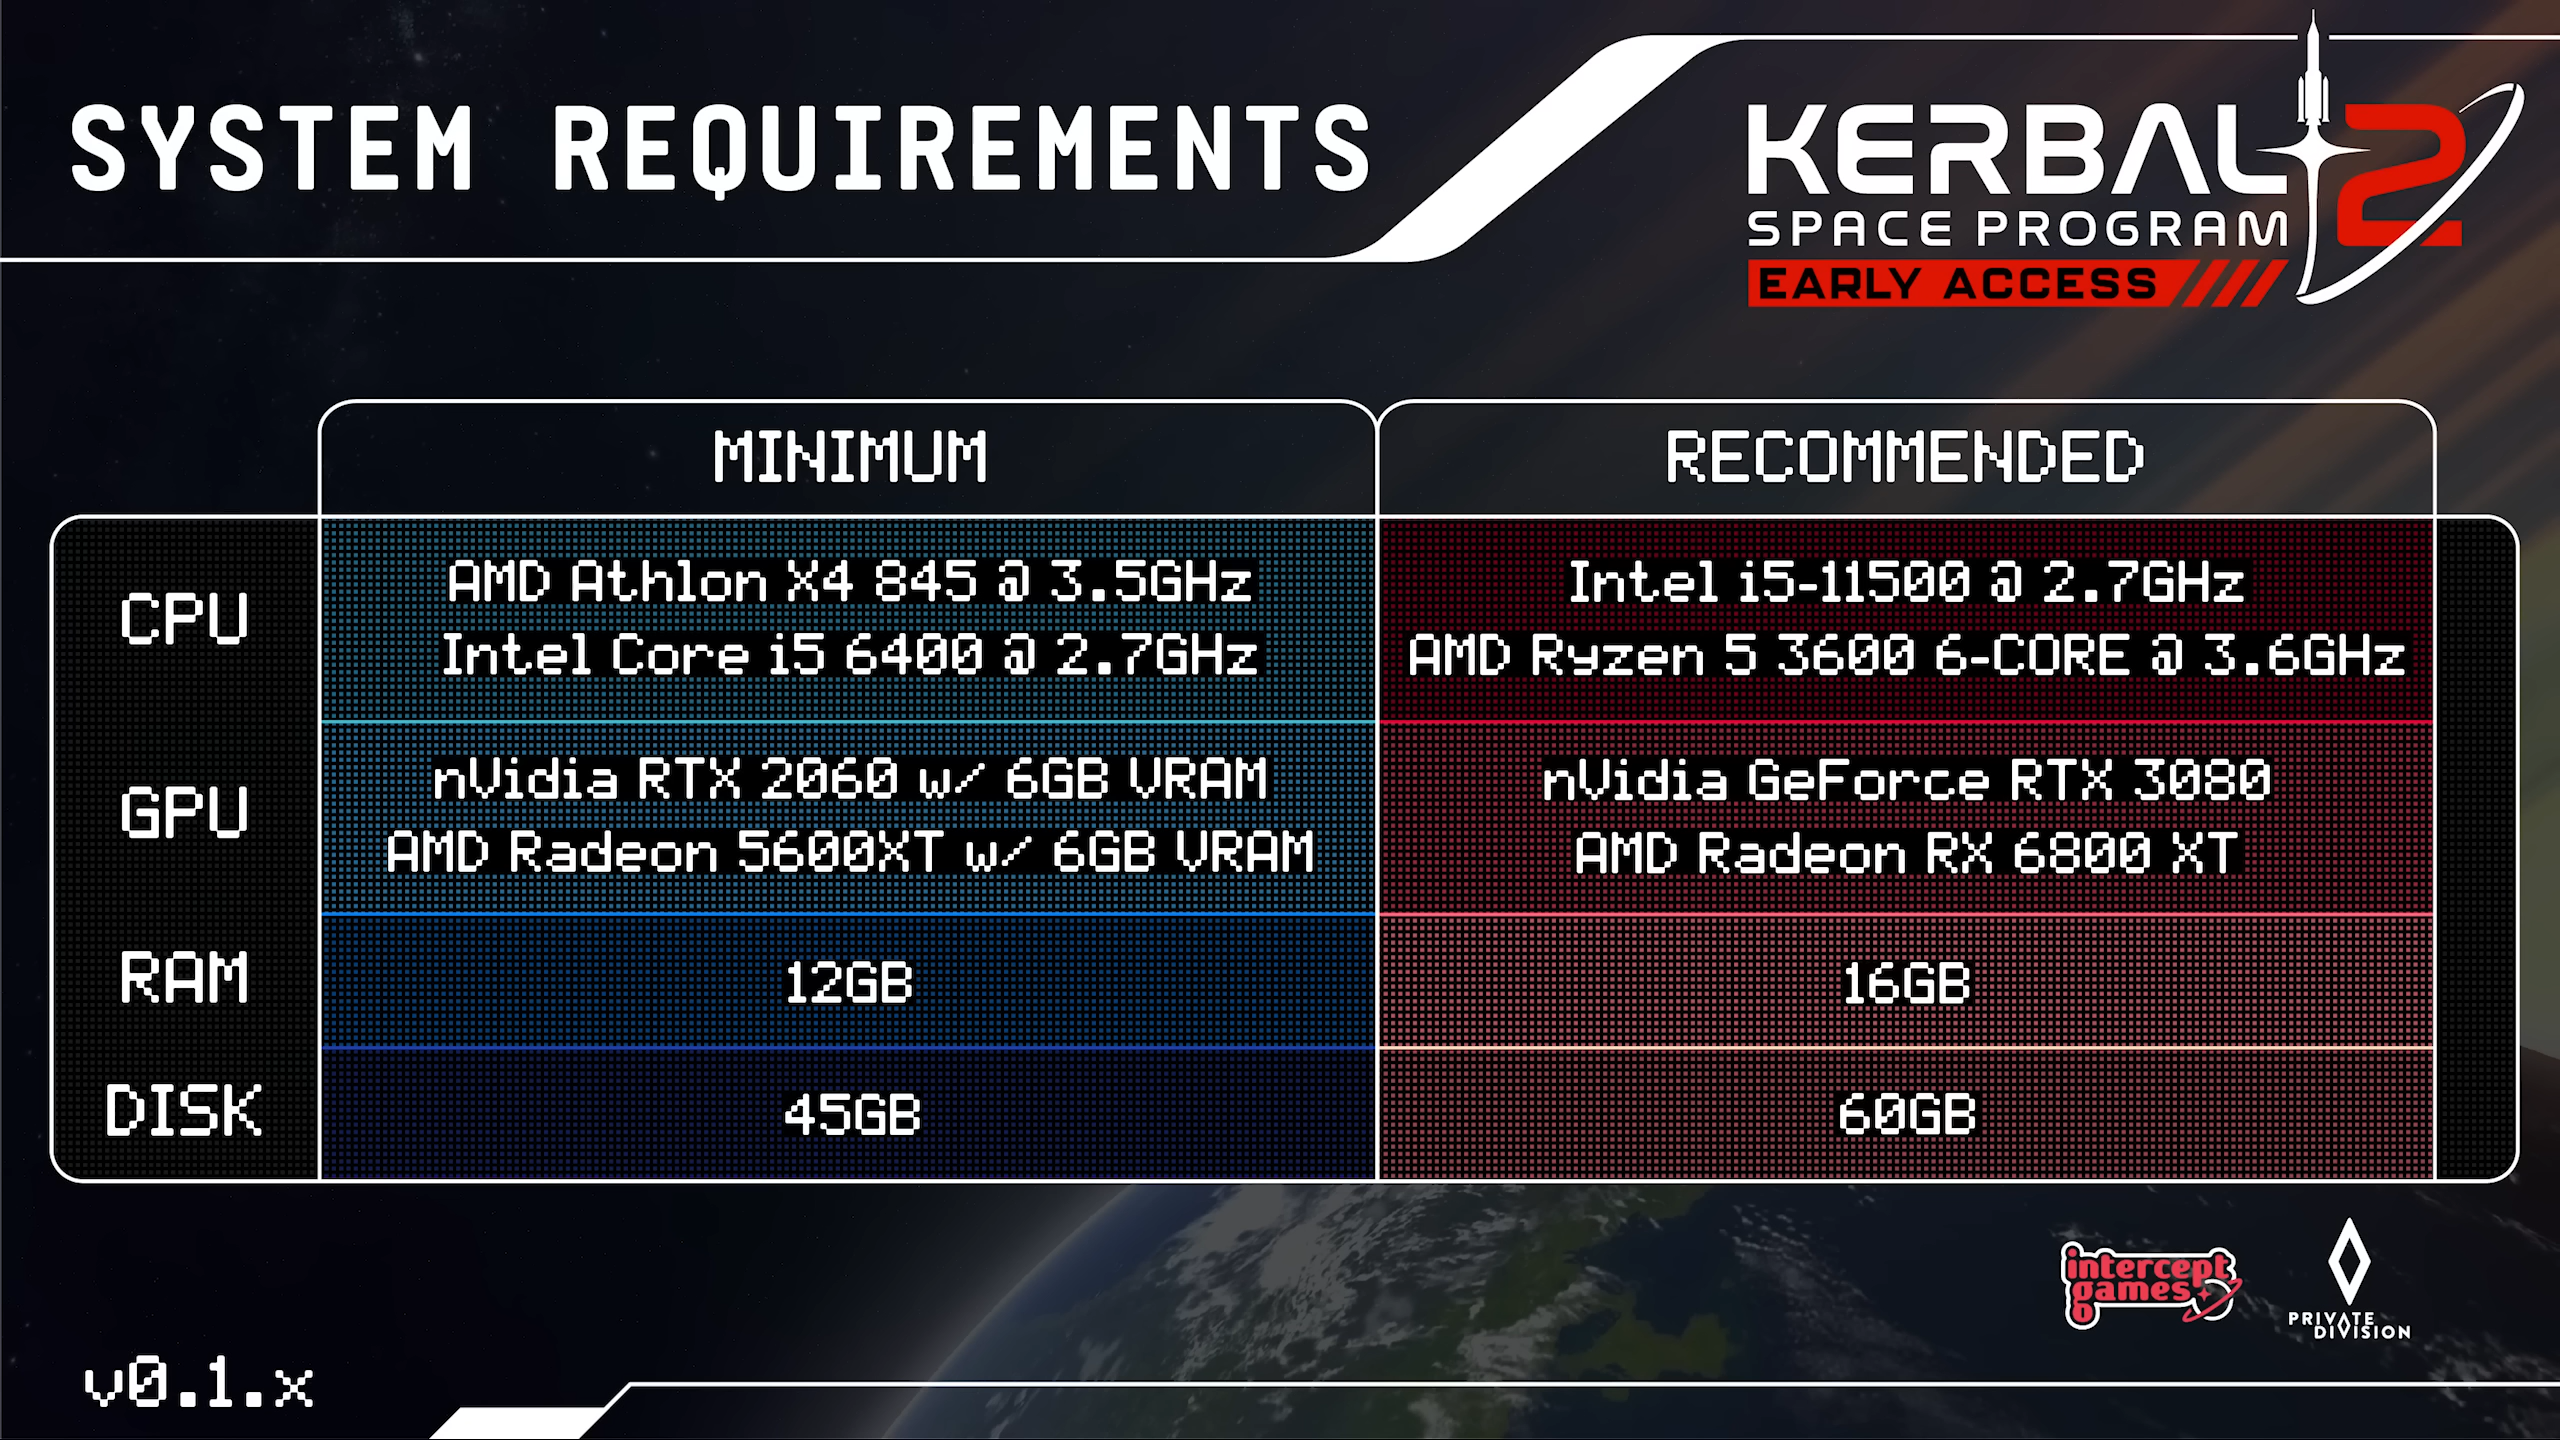 SYSTEM REQUIREMENTS
KERBAL 2
SPACE PROGRAM
EARLY ACCESS
MINIMUM
RECOMMENDED
CPU
AMD Athlon X4 845 @ 3.5GHz
Intel Core i5 6400 @ 2.7GHz
Intel i5-11500 @ 2.7GHz
AMD Ryzen 5 3600 6-CORE @ 3.6GHz
GPU
nVidia RTX 2060 w/ 6GB VRAM
AMD Radeon 5600XT w/ 6GB VRAM
nVidia GeForce RTX 3080
AMD Radeon RX 6800 XT
RAM
12GB
16GB
DISK
45GB
60GB
intercept
games
PRIVATE
DIVISION
v0.1.x